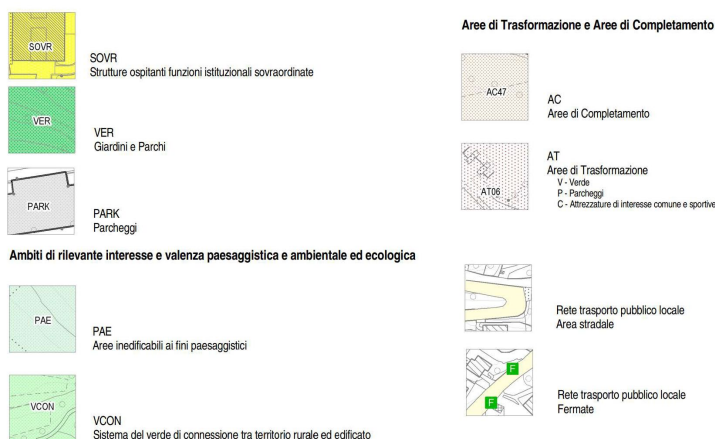 SOVR
SOVR
Strutture ospitanti funzioni istituzionali sovraordinate
VER
VER
Giardini e Parchi
PARK
PARK
Parcheggi
Ambiti di rilevante interesse e valenza paesaggistica e ambientale ed ecologica
PAE
PAE
Aree inedificabili ai fini paesaggistici
VCON
VCON
Sistema del verde di connessione tra territorio rurale ed edificato
Aree di Trasformazione e Aree di Completamento
AC47
AC
Aree di Completamento
AT06
AT
Aree di Trasformazione
V - Verde
P - Parcheggi
C - Attrezzature di interesse comune e sportive
Rete trasporto pubblico locale
Area stradale
F
F
Rete trasporto pubblico locale
Fermate